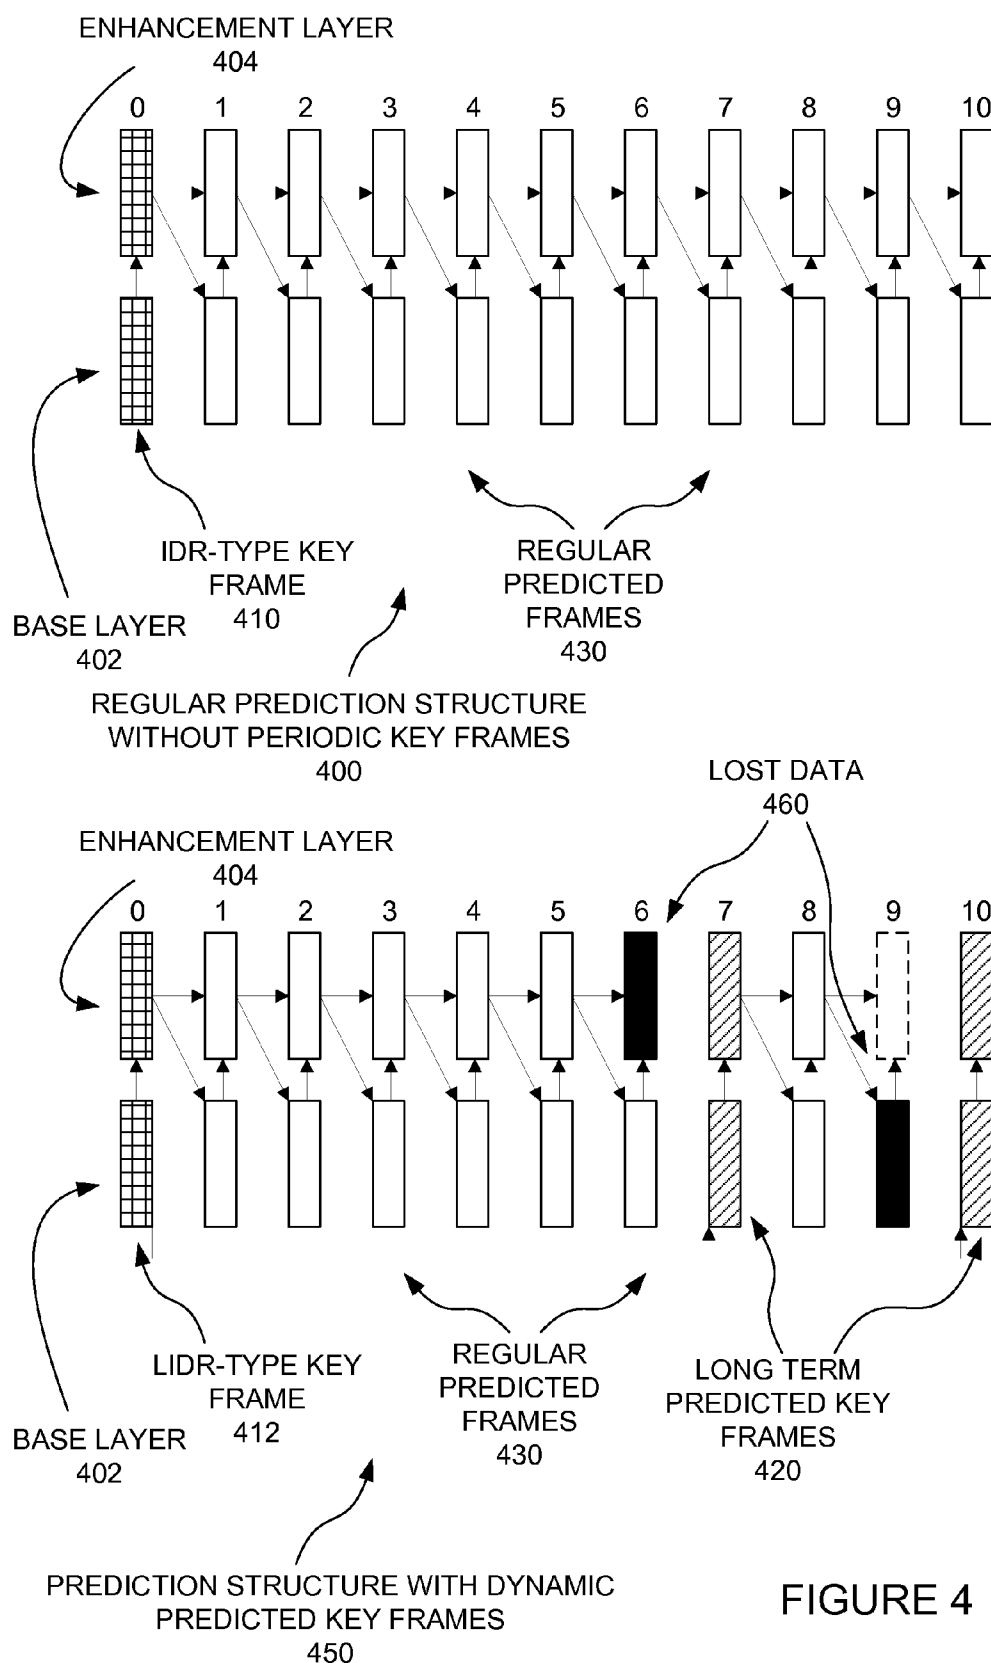 ENHANCEMENT LAYER
404
0 1 2 3 4 5 6 7 8 9 10
IDR-TYPE KEY
FRAME
410
REGULAR
PREDICTED
FRAMES
430
BASE LAYER
402
REGULAR PREDICTION STRUCTURE
WITHOUT PERIODIC KEY FRAMES
400
LOST DATA
460
ENHANCEMENT LAYER
404
0 1 2 3 4 5 6 7 8 9 10
LIDR-TYPE KEY
FRAME
412
REGULAR
PREDICTED
FRAMES
430
LONG TERM
PREDICTED KEY
FRAMES
420
BASE LAYER
402
PREDICTION STRUCTURE WITH DYNAMIC
PREDICTED KEY FRAMES
450
FIGURE 4